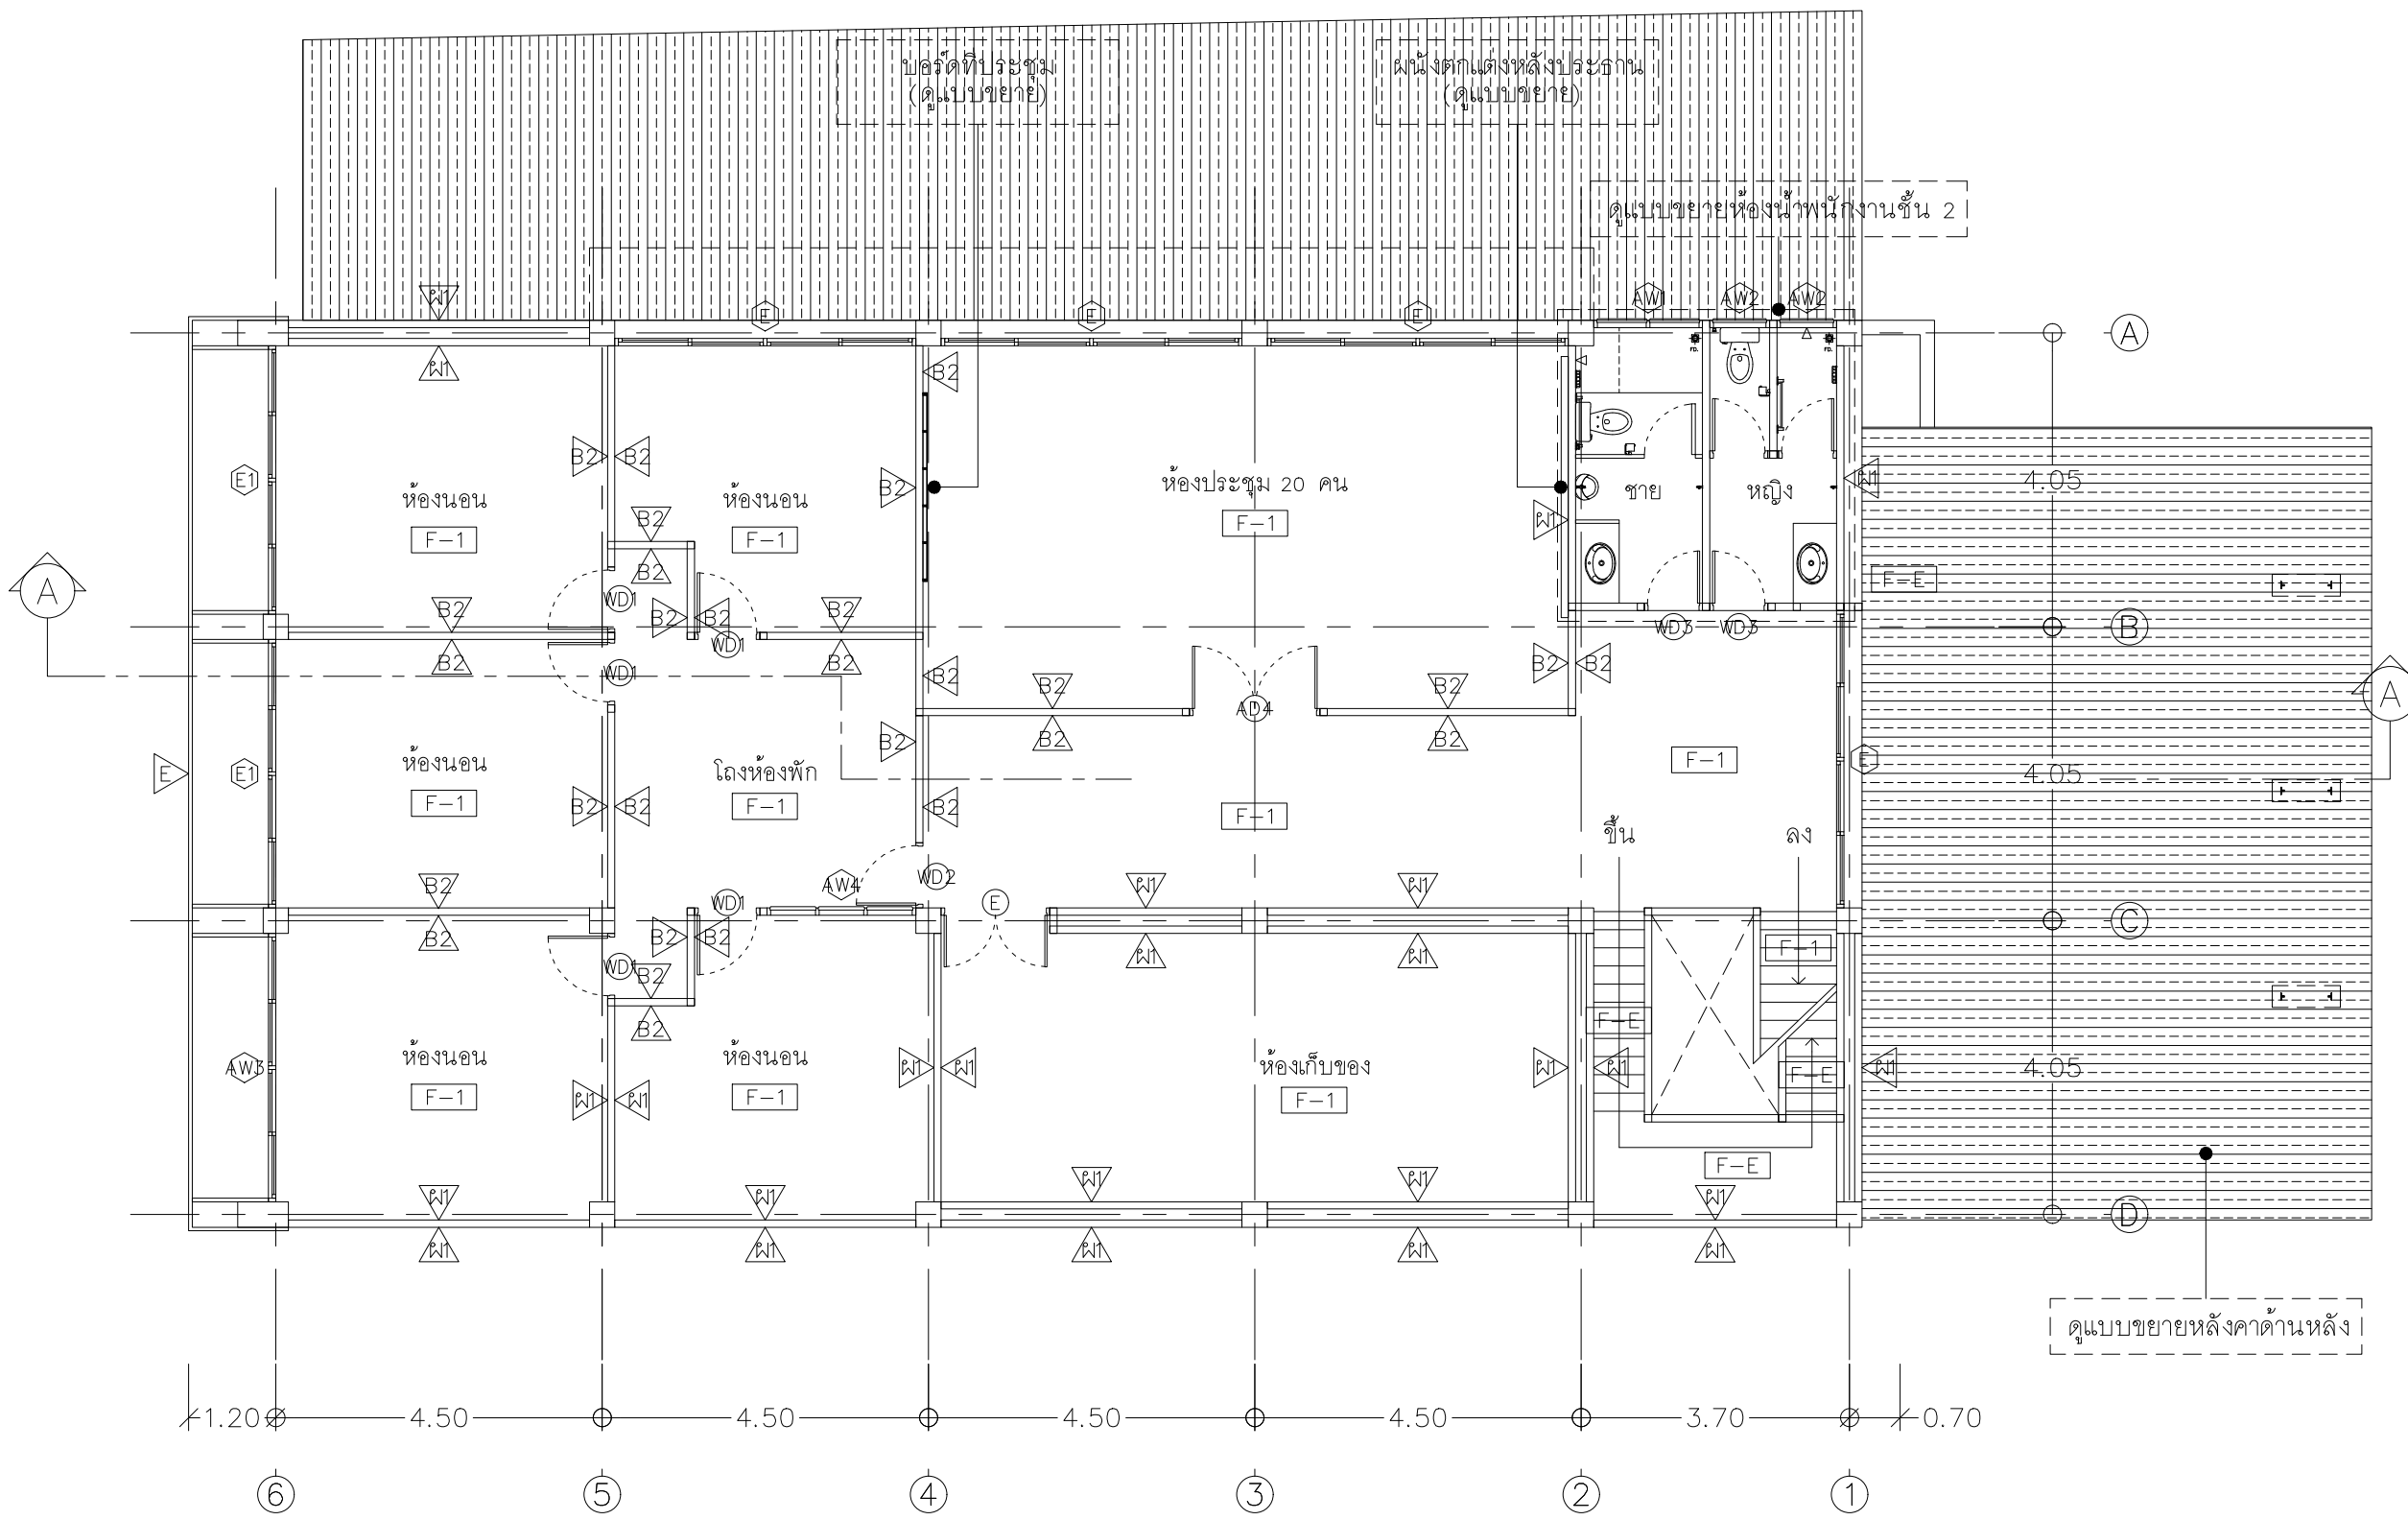 บอร์ดที่ประชุม
(ดูแบบขยาย)
ผนังตกแต่งหลังประธาน
(ดูแบบขยาย)
ดูแบบขยายห้องน้ำพนักงานชั้น 2
ผ1
E
E
E
AW1
AW2
AW2
A
ผ1
B2
FD.
FD.
B2
B2
B2
E1
ห้องนอน
F-1
ห้องนอน
F-1
ห้องประชุม 20 คน
F-1
ชาย
หญิง
ผ1
4.05
ผ1
B2
B2
A
WD1
B2
B2
B2
B2
WD1
B2
B2
F-E
WD3
WD3
B
WD1
B2
B2
B2
B2
B2
AD4
B2
B2
A
B2
E
E1
ห้องนอน
F-1
โถงห้องพัก
F-1
F-1
F-1
E
4.05
B2
B2
B2
ขึ้น
ลง
B2
B2
WD1
AW4
WD2
E
ผ1
ผ1
C
B2
B2
ผ1
ผ1
F-1
WD1
B2
B2
F-E
AW3
ห้องนอน
F-1
ห้องนอน
F-1
ผ1
ผ1
ห้องเก็บของ
F-1
ผ1
ผ1
F-E
ผ1
4.05
ผ1
ผ1
F-E
ผ1
ผ1
ผ1
ผ1
ผ1
D
ผ1
ผ1
ผ1
ผ1
ผ1
ดูแบบขยายหลังคาด้านหลัง
1.20
4.50
4.50
4.50
4.50
3.70
0.70
6
5
4
3
2
1